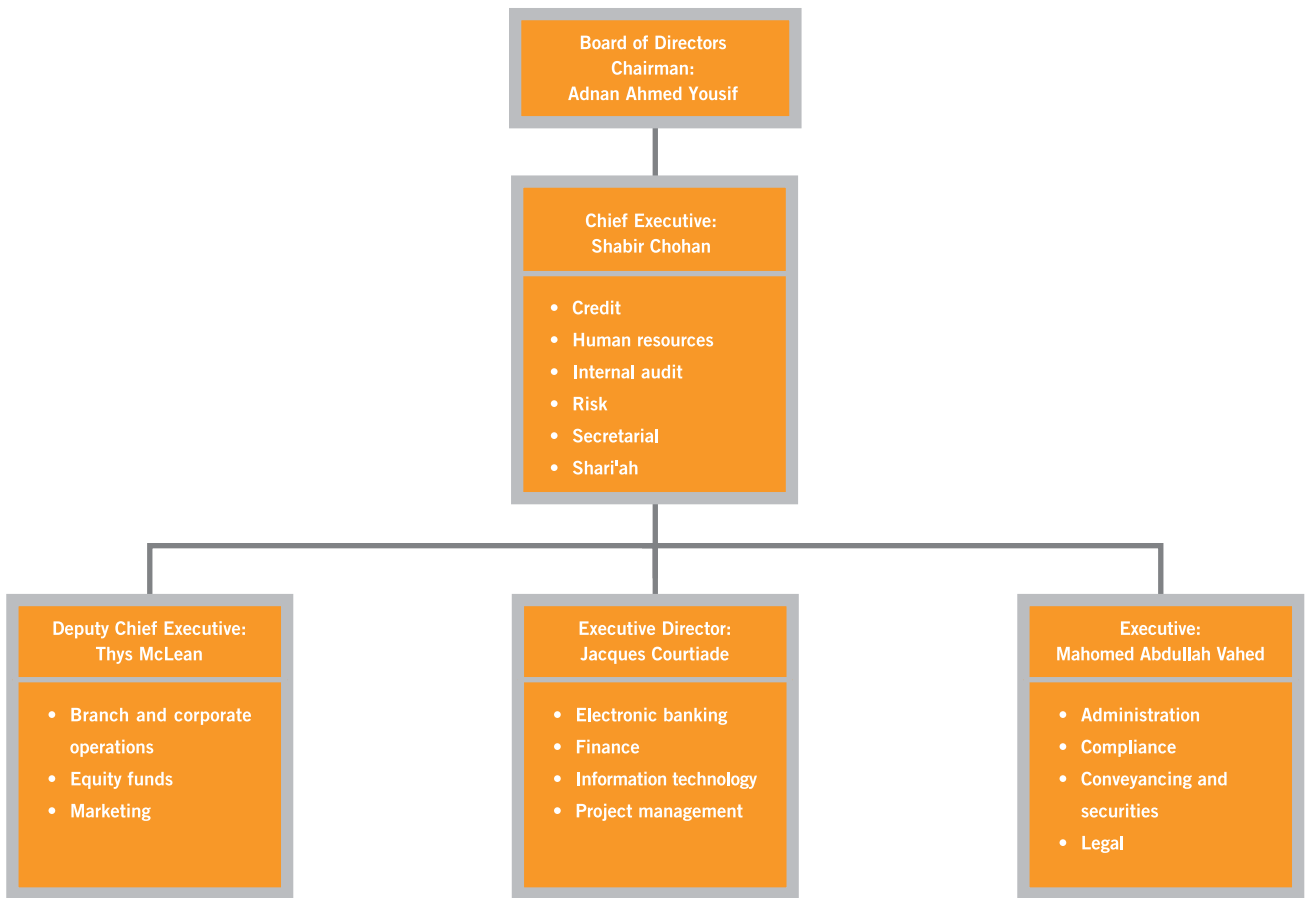 Board of Directors
Chairman:
Adnan Ahmed Yousif
Chief Executive:
Shabir Chohan
• Credit
• Human resources
• Internal audit
• Risk
• Secretarial
• Shari'ah
Deputy Chief Executive:
Thys McLean
• Branch and corporate
operations
• Equity funds
• Marketing
Executive Director:
Jacques Courtiade
• Electronic banking
• Finance
• Information technology
• Project management
Executive:
Mahomed Abdullah Vahed
• Administration
• Compliance
• Conveyancing and
securities
• Legal